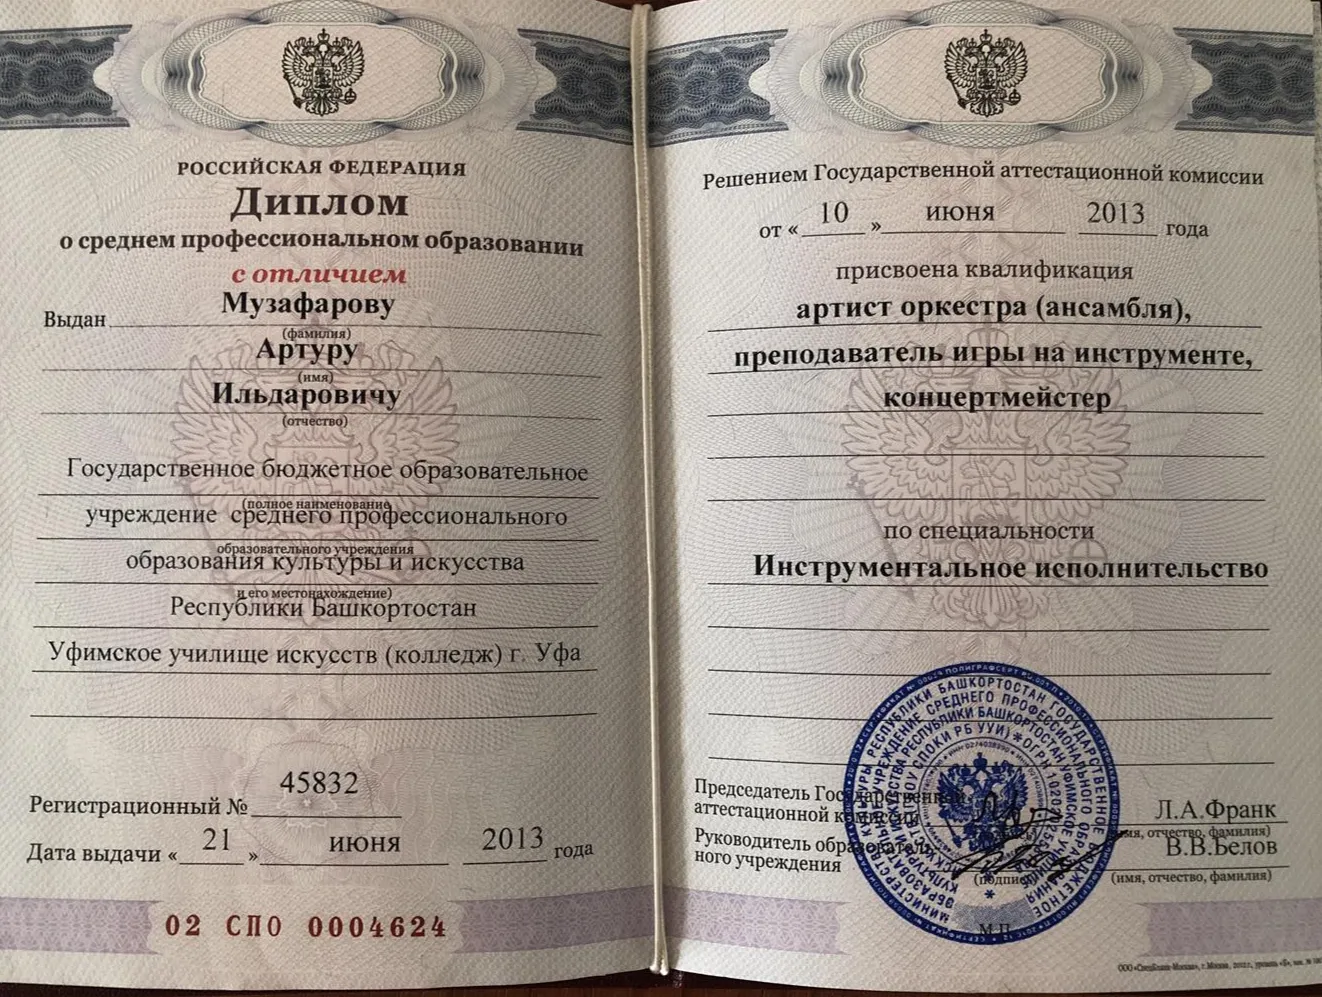 РОССИЙСКАЯ ФЕДЕРАЦИЯ
Диплом
о среднем профессиональном образовании
с отличием
Выдан Музафарову
(фамилия)
Артуру
(имя)
Ильдаровичу
(отчество)
Государственное бюджетное образовательное
(полное наименование
учреждение среднего профессионального
образовательного учреждения
образования культуры и искусства
и его местонахождение)
Республики Башкортостан
Уфимское училище искусств (колледж) г. Уфа
Регистрационный № 45832
Дата выдачи « 21 » июня 2013 года
02 СПО 0004624
Решением Государственной аттестационной комиссии
от « 10 » июня 2013 года
присвоена квалификация
артист оркестра (ансамбля),
преподаватель игры на инструменте,
концертмейстер
по специальности
Инструментальное исполнительство
Председатель Государственной
аттестационной комиссии Л.А.Франк
имя, отчество, фамилия)
Руководитель образователь-
ного учреждения В.В.Белов
(подпись) (имя, отчество, фамилия)
М.П.